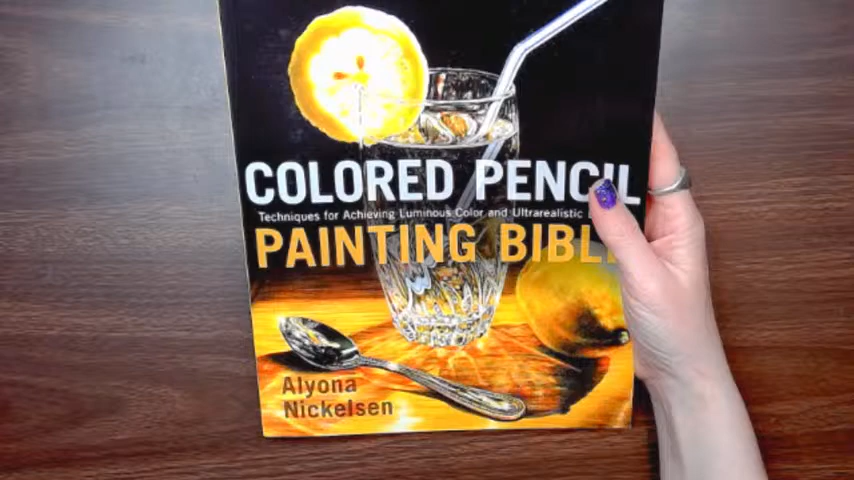 COLORED PENCIL
Techniques for Achieving Luminous Color and Ultrarealistic
PAINTING BIBL
Alyona
Nickelsen